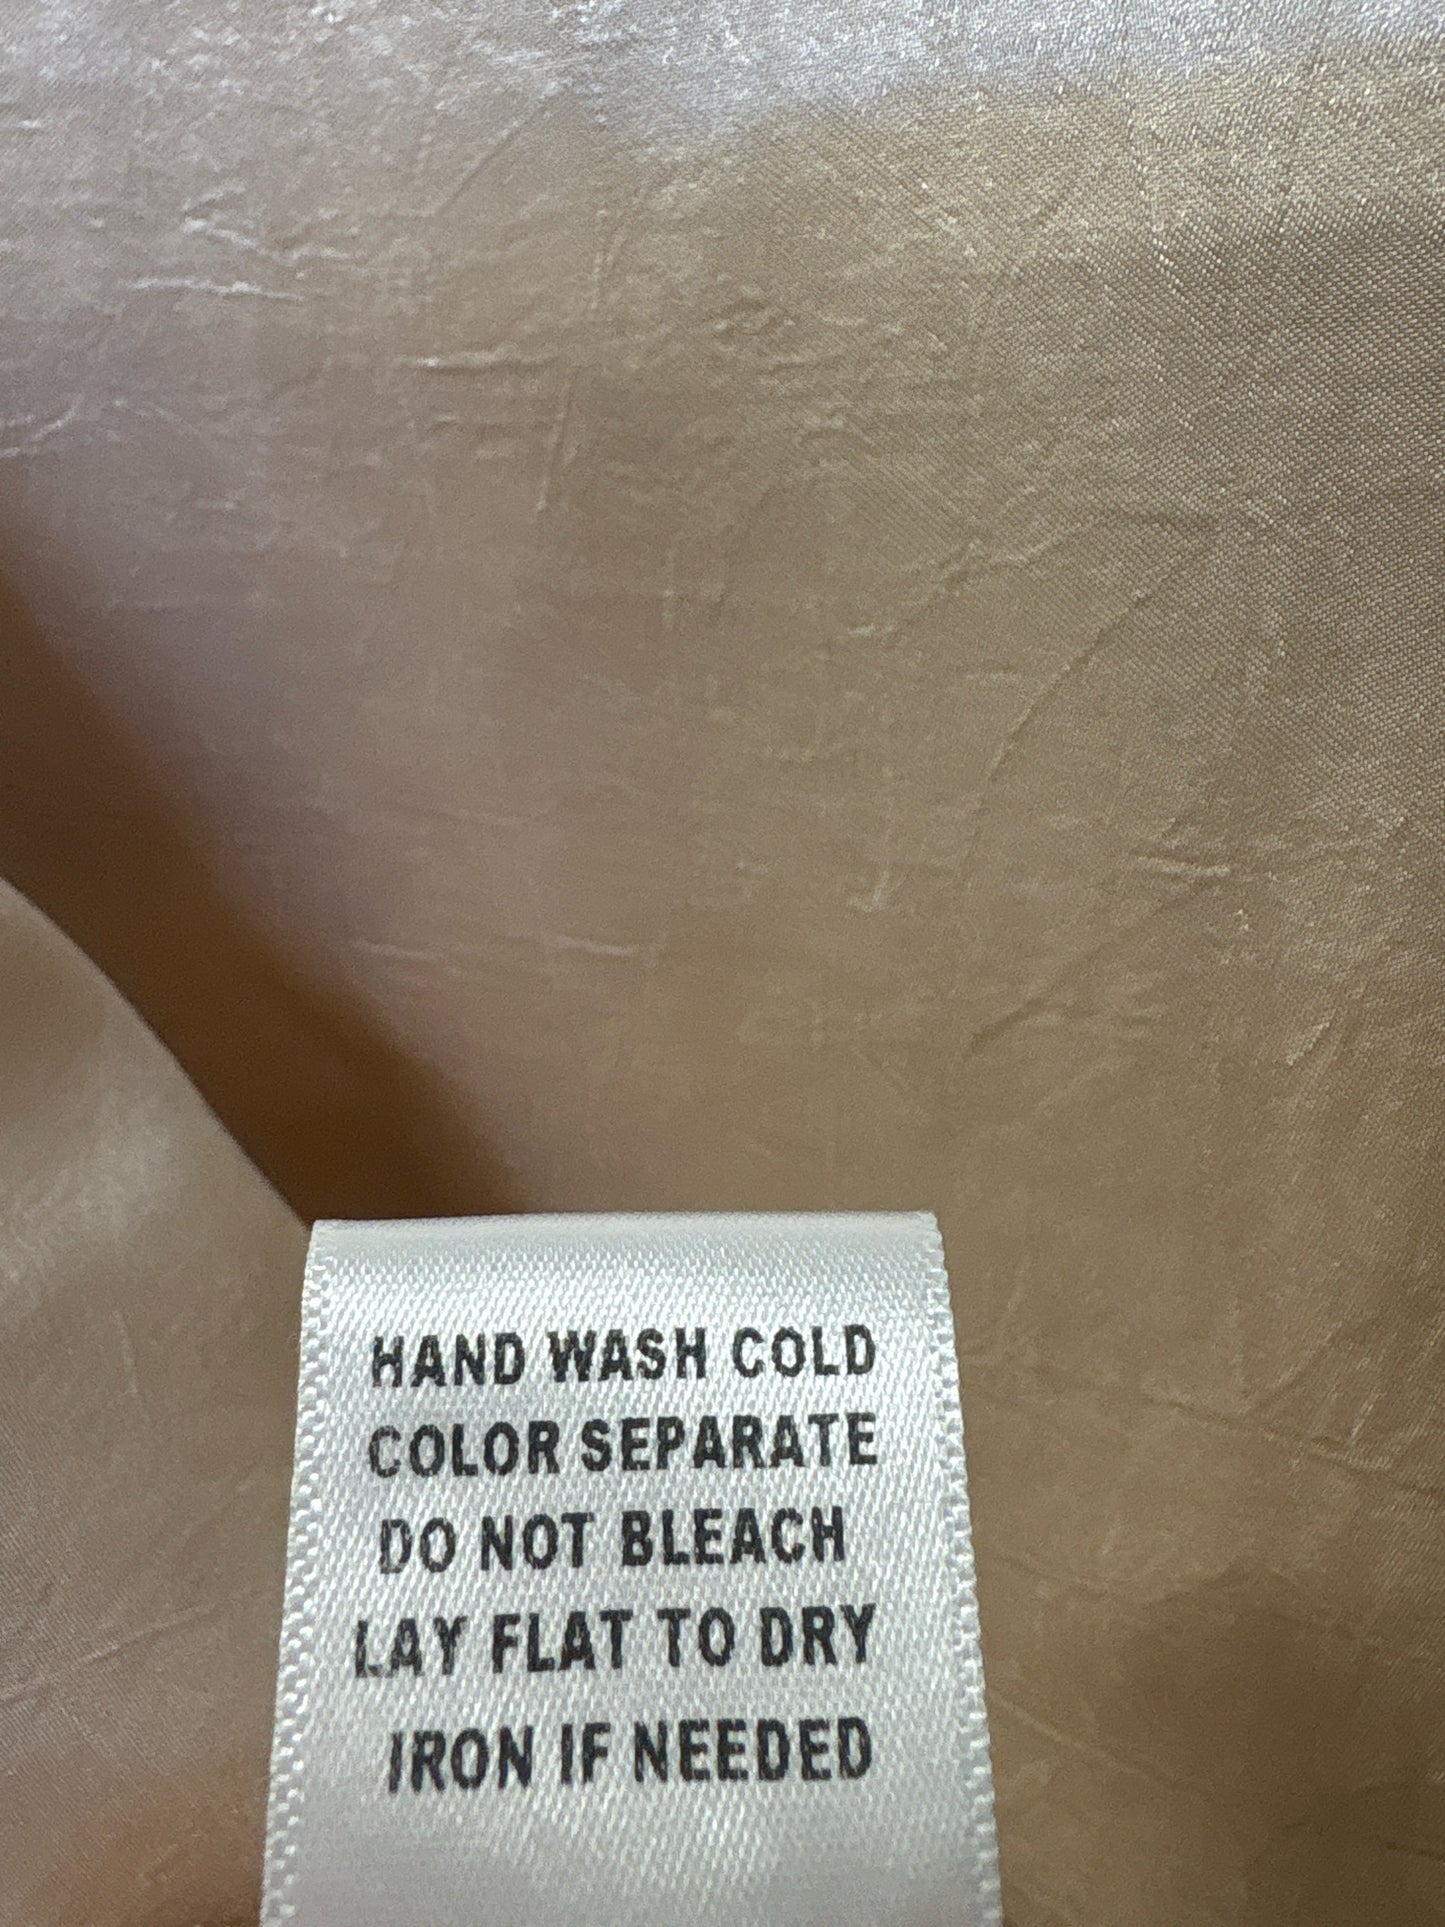 HAND WASH COLD
COLOR SEPARATE
DO NOT BLEACH
LAY FLAT TO DRY
IRON IF NEEDED